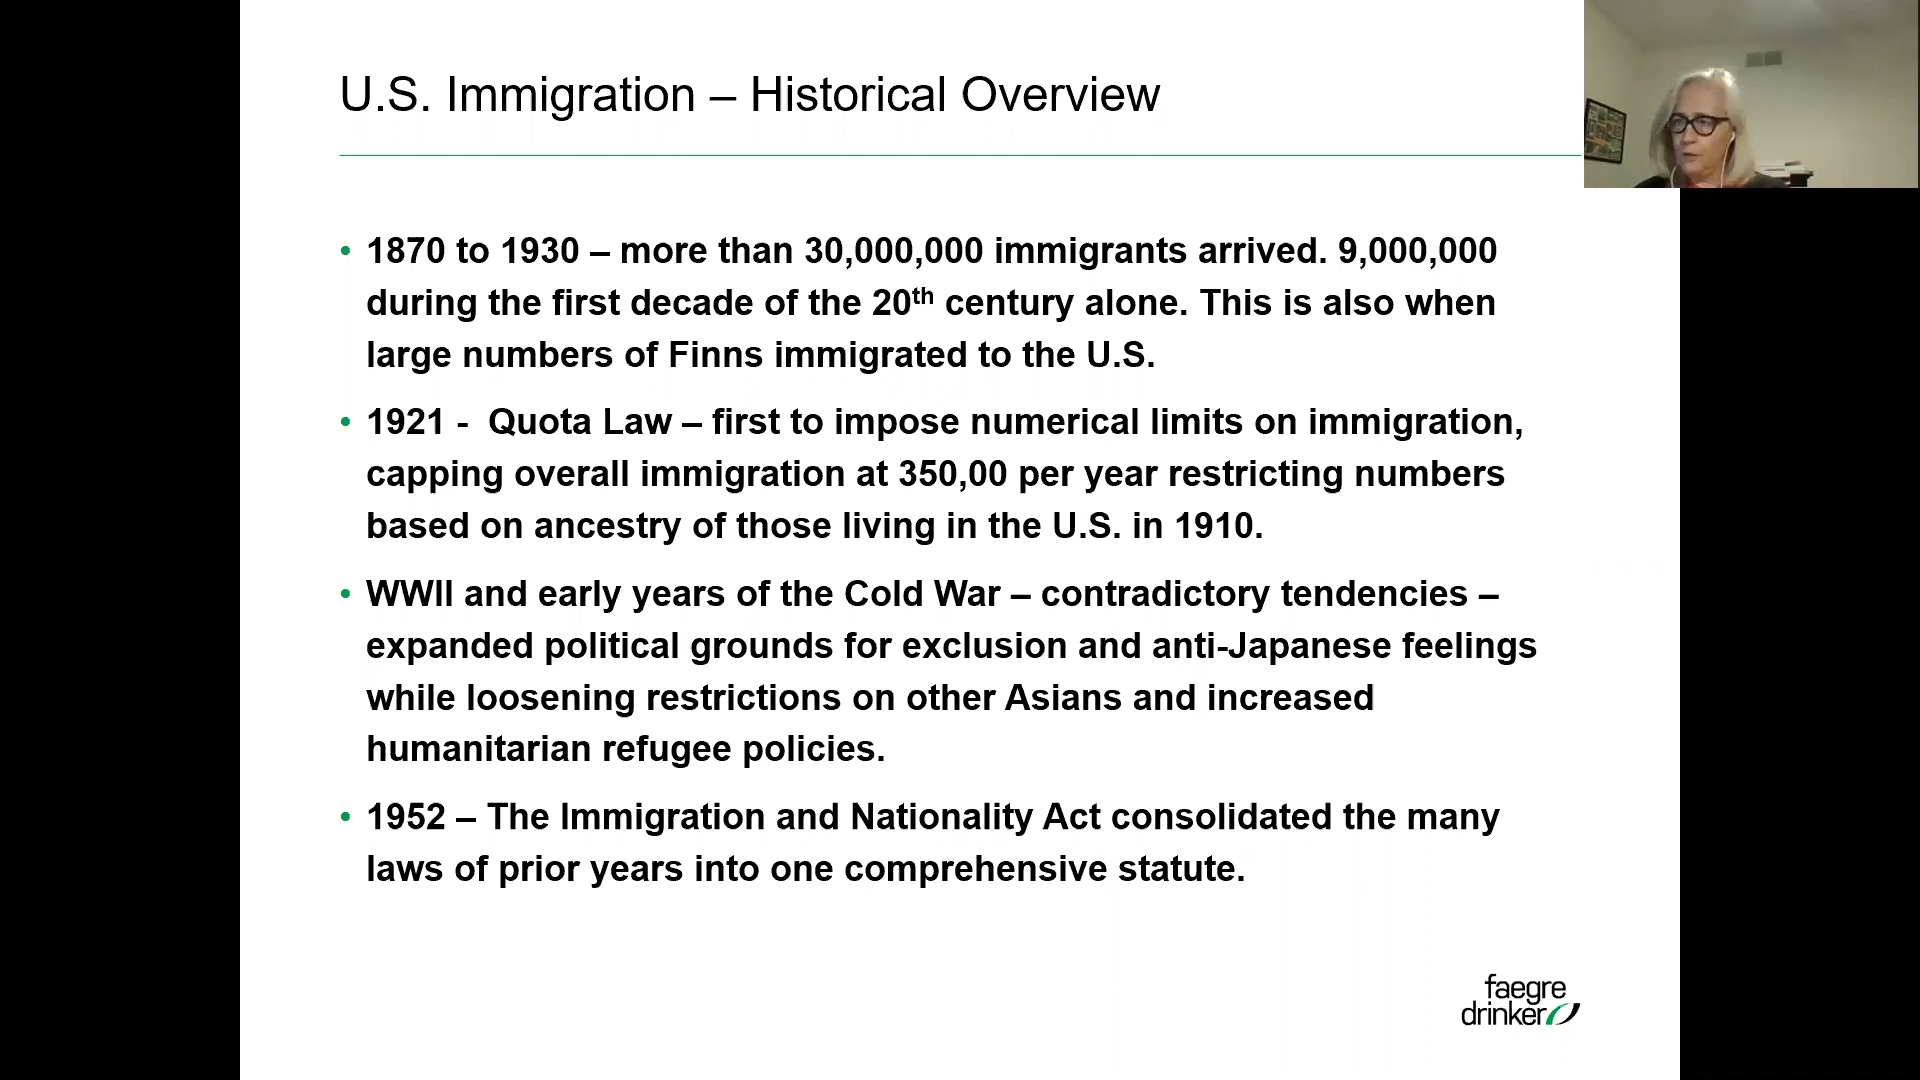 U.S. Immigration – Historical Overview
• 1870 to 1930 – more than 30,000,000 immigrants arrived. 9,000,000
during the first decade of the 20th century alone. This is also when
large numbers of Finns immigrated to the U.S.
• 1921 -  Quota Law – first to impose numerical limits on immigration,
capping overall immigration at 350,00 per year restricting numbers
based on ancestry of those living in the U.S. in 1910.
• WWII and early years of the Cold War – contradictory tendencies –
expanded political grounds for exclusion and anti-Japanese feelings
while loosening restrictions on other Asians and increased
humanitarian refugee policies.
• 1952 – The Immigration and Nationality Act consolidated the many
laws of prior years into one comprehensive statute.
faegre
drinker